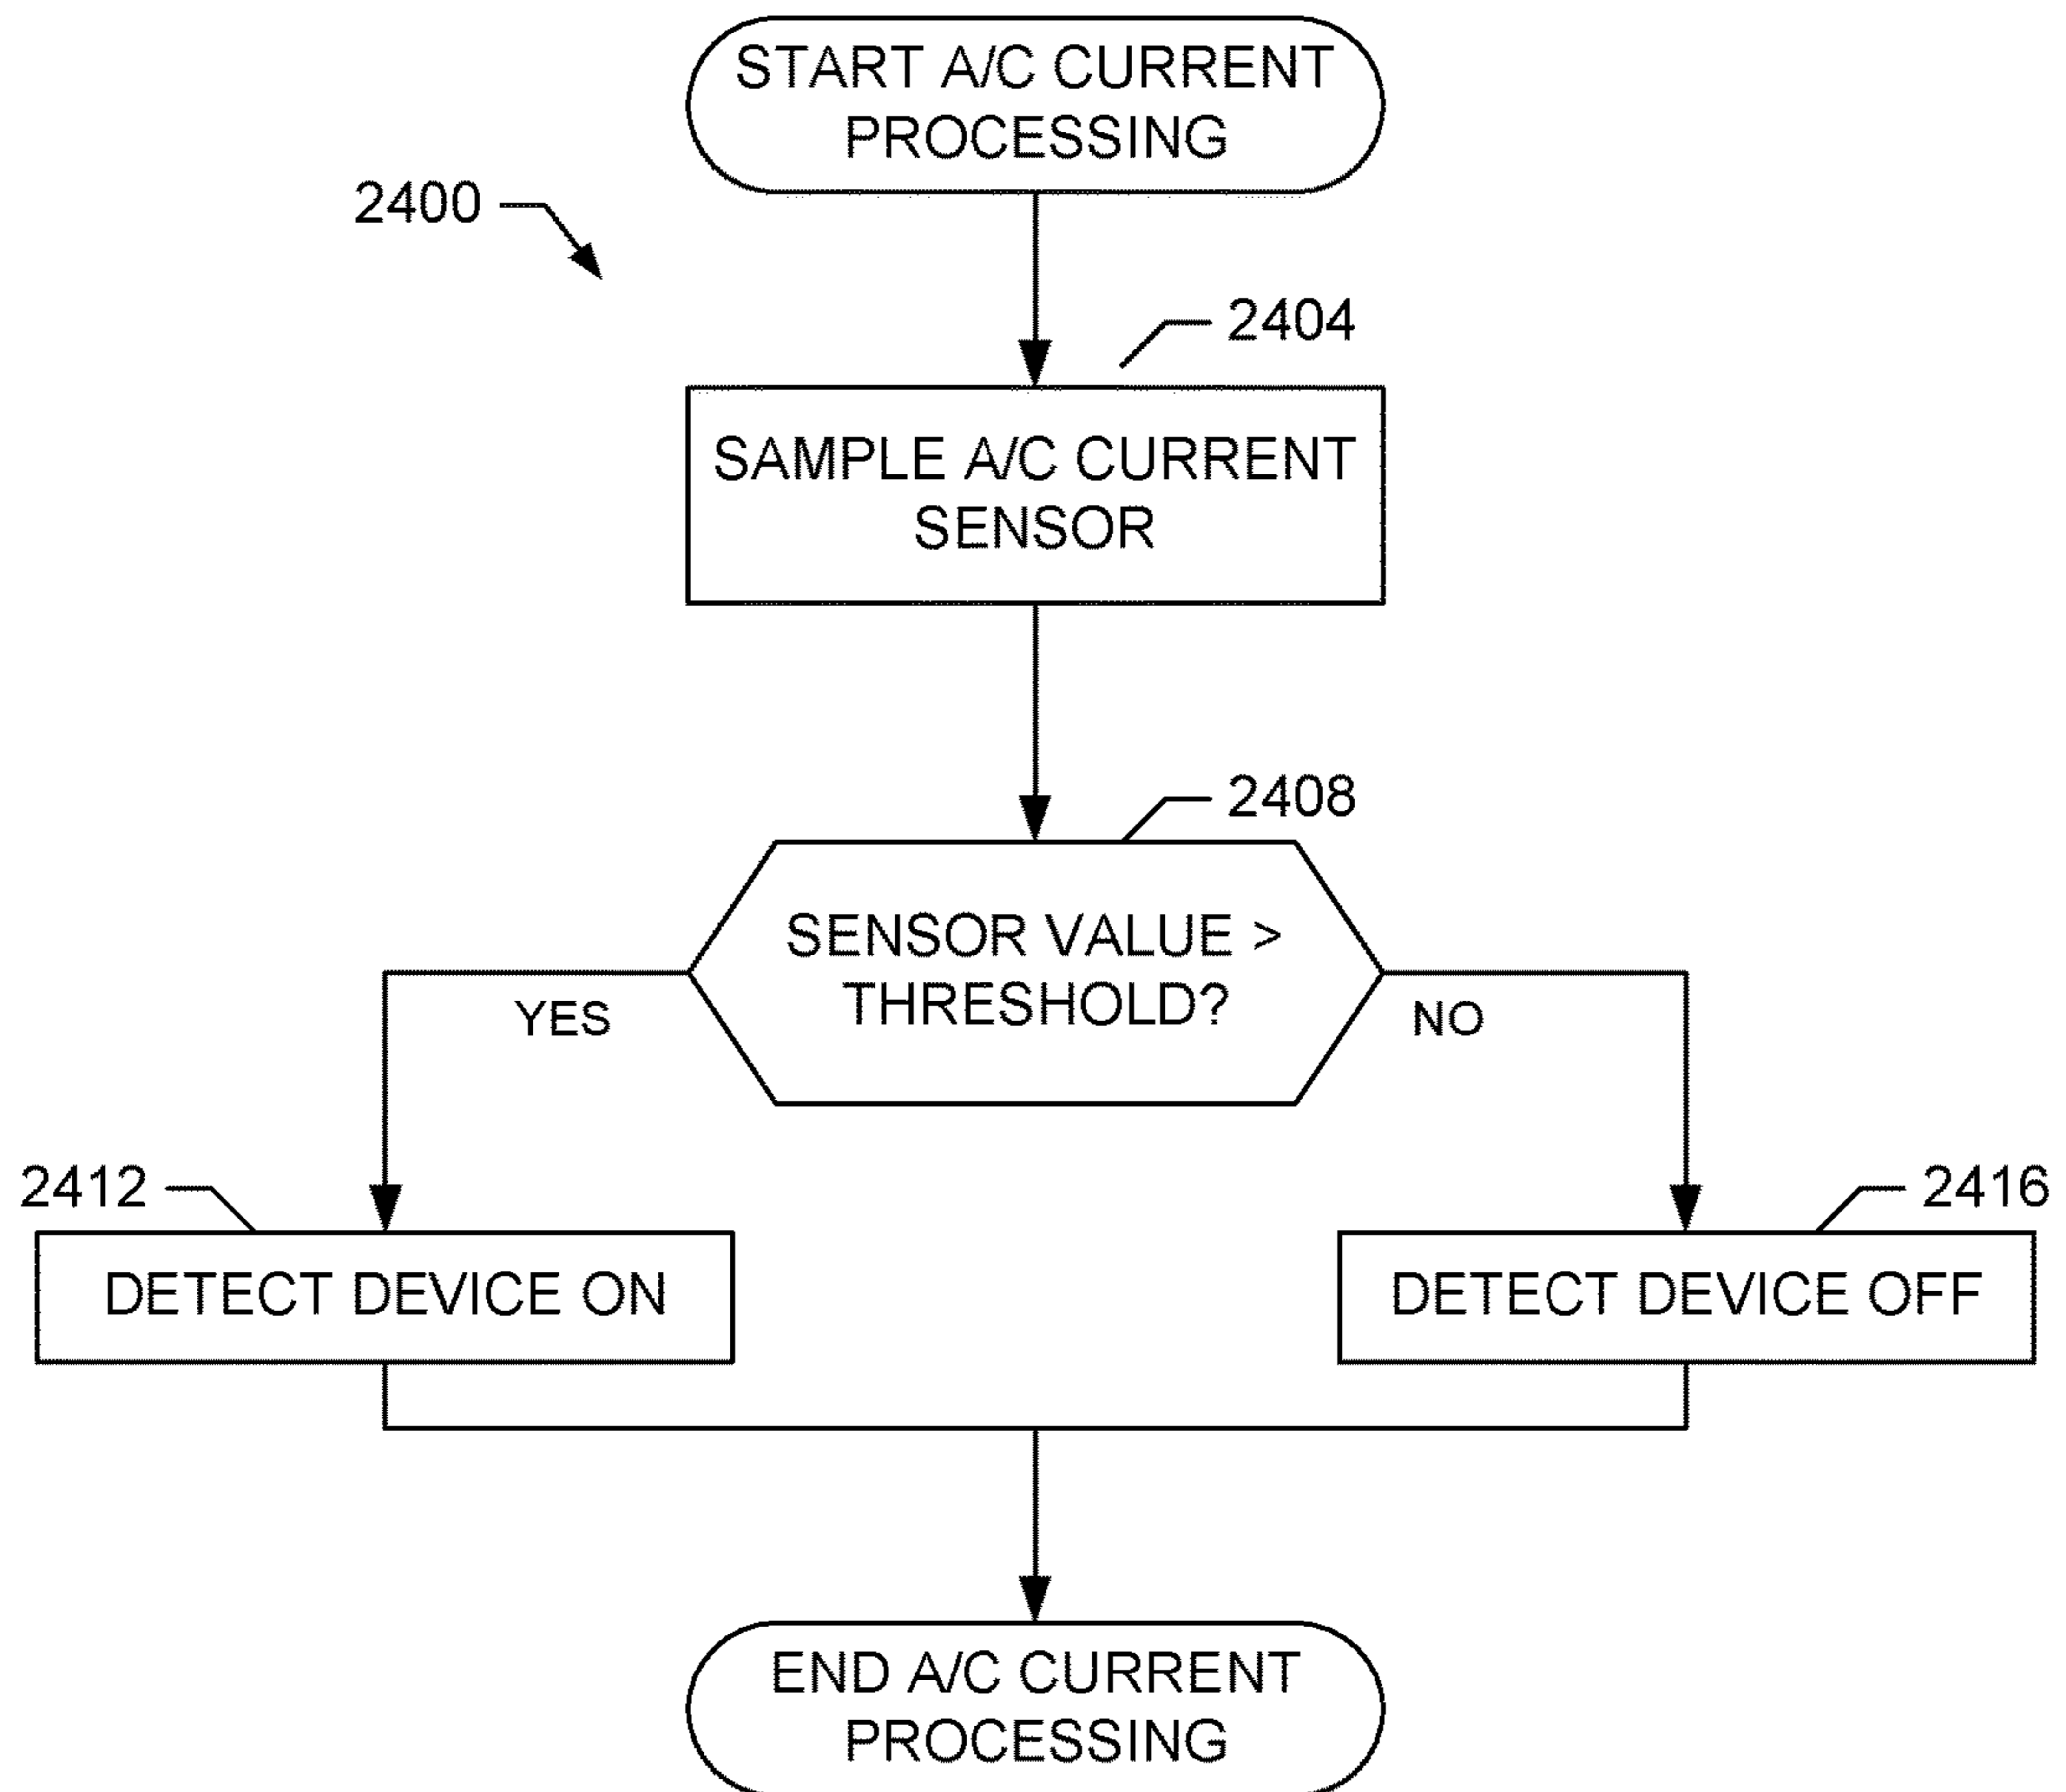 START A/C CURRENT
PROCESSING
2400
2404
SAMPLE A/C CURRENT
SENSOR
2408
SENSOR VALUE >
THRESHOLD?
YES
NO
2412
2416
DETECT DEVICE ON
DETECT DEVICE OFF
END A/C CURRENT
PROCESSING